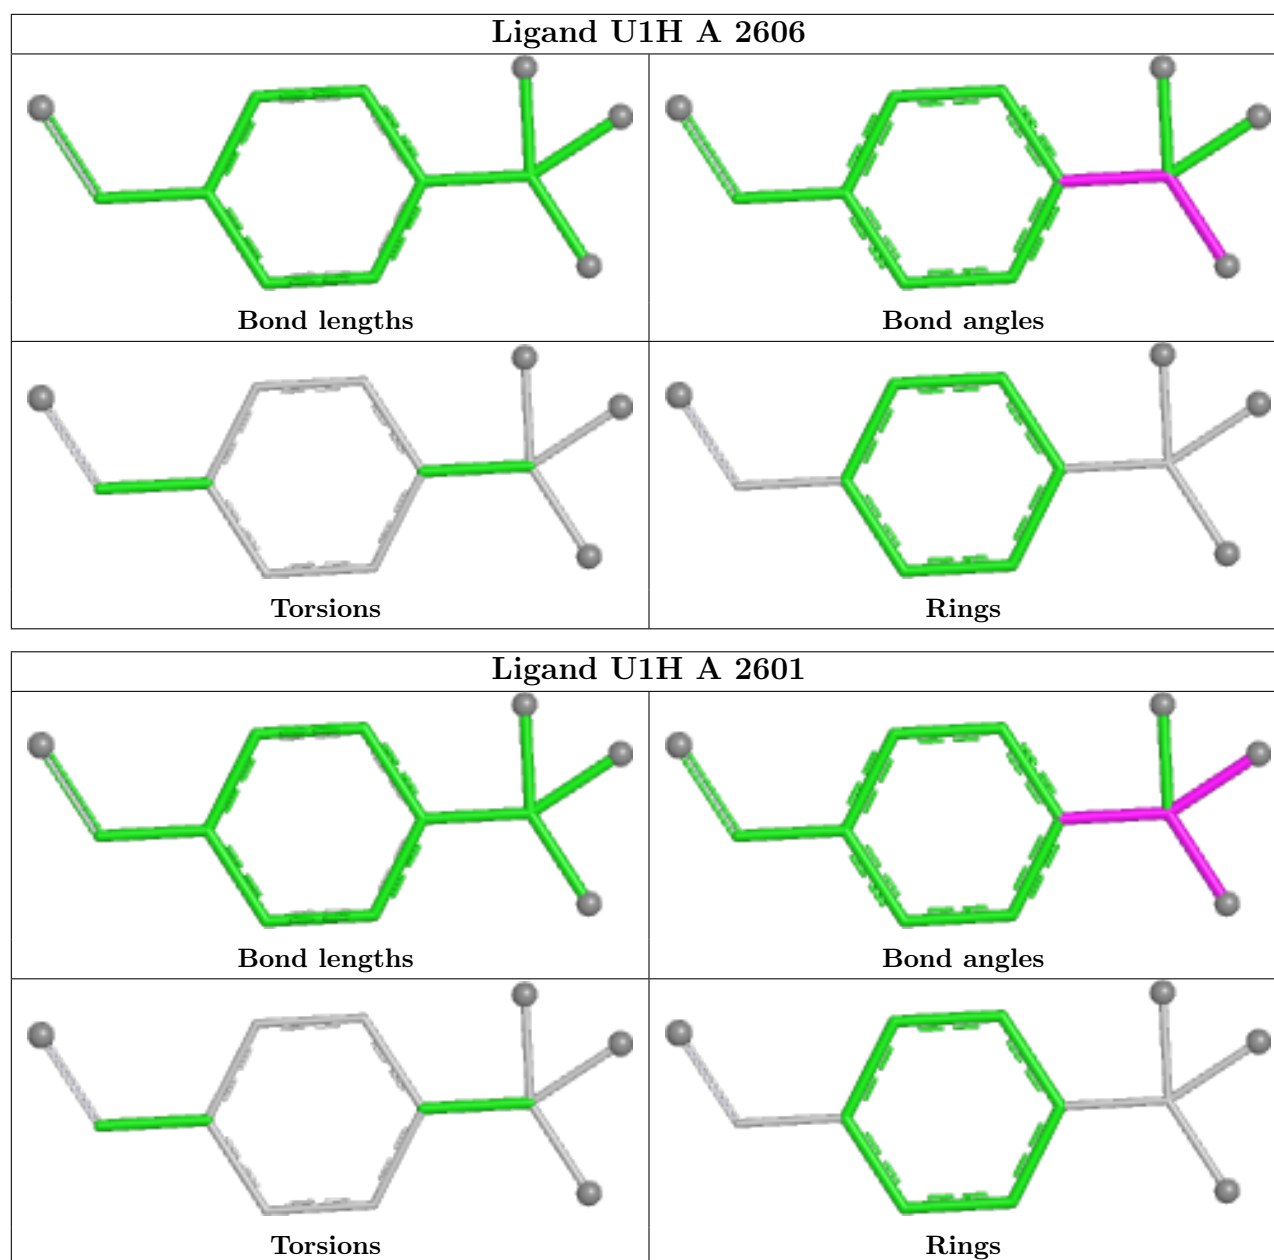 Ligand U1H A 2606
Bond lengths
Bond angles
Torsions
Rings
Ligand U1H A 2601
Bond lengths
Bond angles
Torsions
Rings